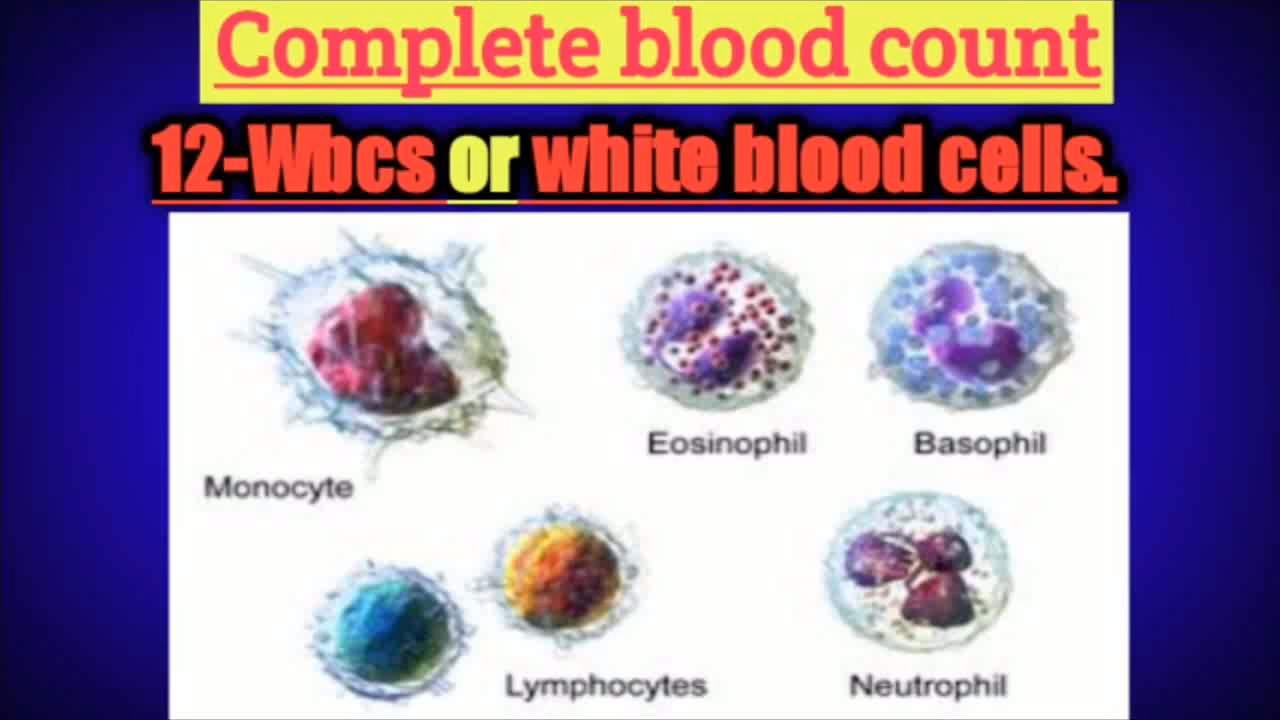 Complete blood count
12-Wbcs or white blood cells.
Eosinophil
Basophil
Monocyte
Lymphocytes
Neutrophil